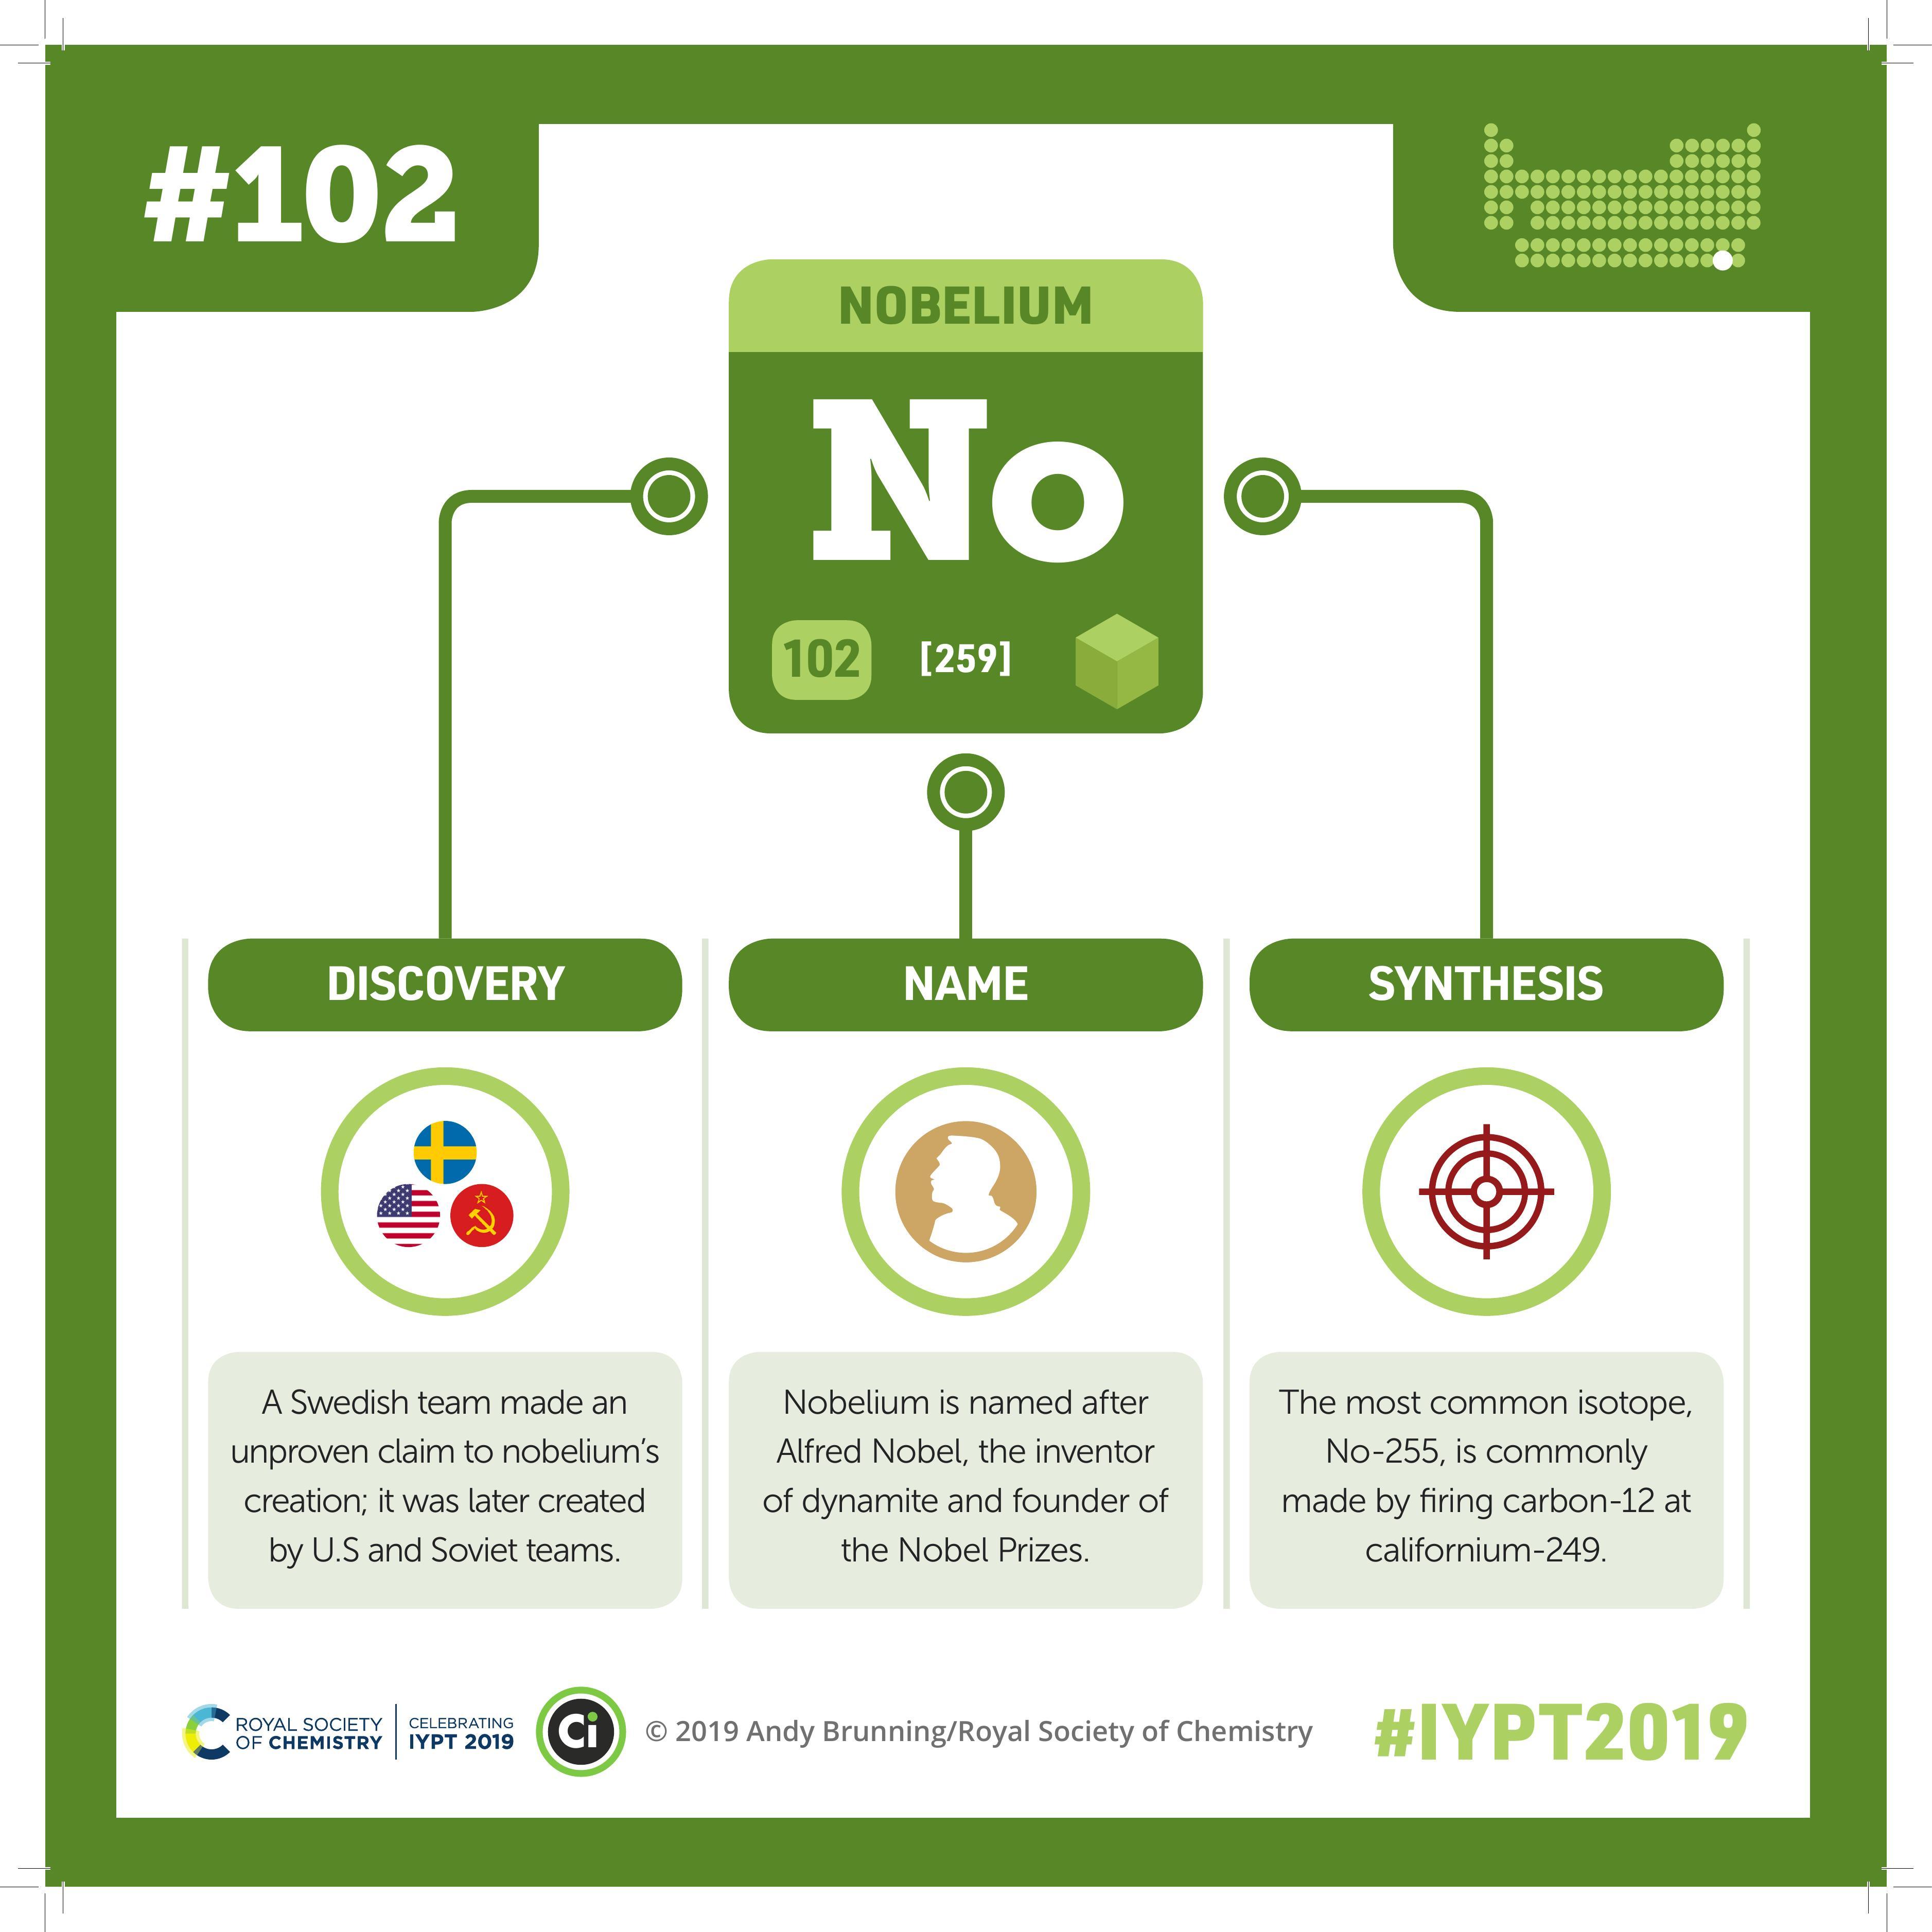 #102
NOBELIUM
No
102
[259]
DISCOVERY
NAME
SYNTHESIS
A Swedish team made an
unproven claim to nobelium's
creation; it was later created
by U.S and Soviet teams.
Nobelium is named after
Alfred Nobel, the inventor
of dynamite and founder of
the Nobel Prizes.
The most common isotope,
No-255, is commonly
made by firing carbon-12 at
californium-249.
ROYAL SOCIETY
OF CHEMISTRY
CELEBRATING
IYPT 2019
Ci
© 2019 Andy Brunning/Royal Society of Chemistry
#IYPT2019